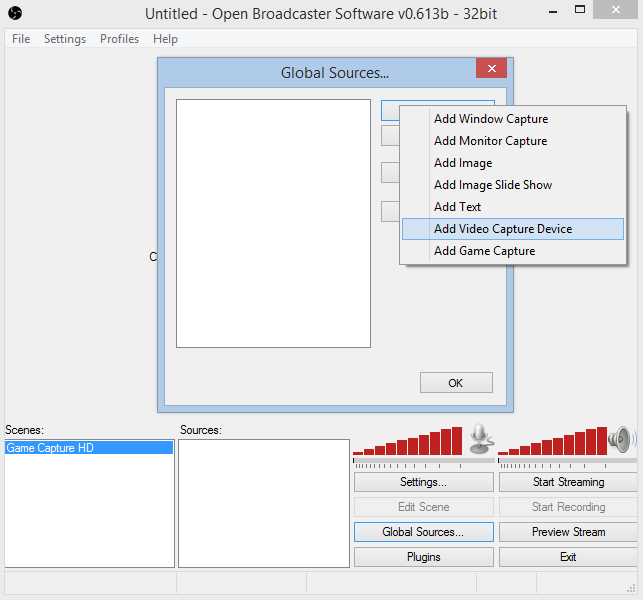 Untitled - Open Broadcaster Software v0.613b - 32bit
File Settings Profiles Help
Global Sources...
Add Window Capture
Add Monitor Capture
Add Image
Add Image Slide Show
Add Text
Add Video Capture Device
Add Game Capture
OK
Scenes:
Sources:
Game Capture HD
Settings...
Start Streaming
Edit Scene
Start Recording
Global Sources...
Preview Stream
Plugins
Exit